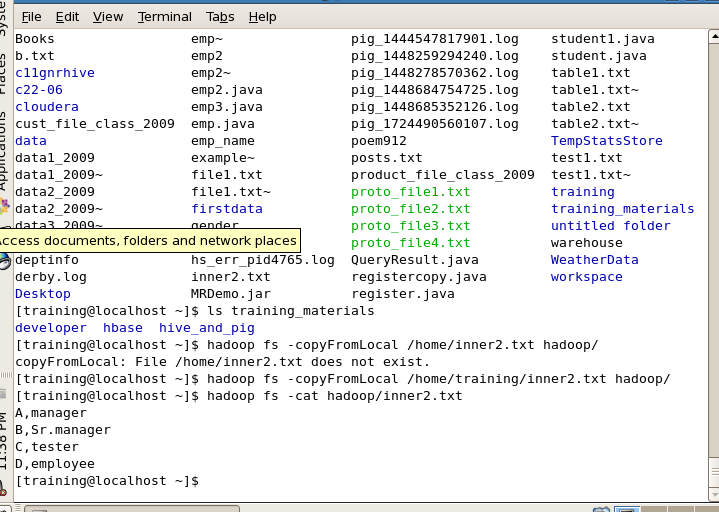 File Edit View Terminal Tabs Help
Books emp~ pig_1444547817901.log student1.java
b.txt emp2 pig_1448259294240.log student.java
c11gnrhive emp2~ pig_1448278570362.log table1.txt
c22-06 emp2.java pig_1448684754725.log table1.txt~
cloudera emp3.java pig_1448685352126.log table2.txt
cust_file_class_2009 emp.java pig_1724490560107.log table2.txt~
data emp_name poem912 TempStatsStore
data1_2009 example~ posts.txt test1.txt
data1_2009~ file1.txt product_file_class_2009 test1.txt~
data2_2009 file1.txt~ proto_file1.txt training
data2_2009~ firstdata proto_file2.txt training_materials
data3_2009~ gender proto_file3.txt untitled folder
Access documents, folders and network places proto_file4.txt warehouse
deptinfo hs_err_pid4765.log QueryResult.java WeatherData
derby.log inner2.txt registercopy.java workspace
Desktop MRDemo.jar register.java
[training@localhost ~]$ ls training_materials
developer hbase hive_and_pig
[training@localhost ~]$ hadoop fs -copyFromLocal /home/inner2.txt hadoop/
copyFromLocal: File /home/inner2.txt does not exist.
[training@localhost ~]$ hadoop fs -copyFromLocal /home/training/inner2.txt hadoop/
[training@localhost ~]$ hadoop fs -cat hadoop/inner2.txt
A,manager
B,Sr.manager
C,tester
D,employee
[training@localhost ~]$
Applications
Places
Syste
11:38 PM